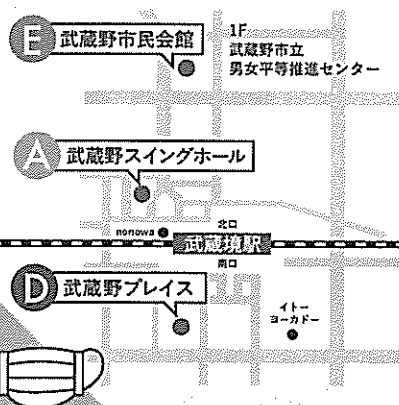 E 武蔵野市民会館
1F
武蔵野市立
男女平等推進センター
A 武蔵野スイングホール
nonowa
北口
武蔵境駅
南口
D 武蔵野プレイス
イトー
ヨーカドー